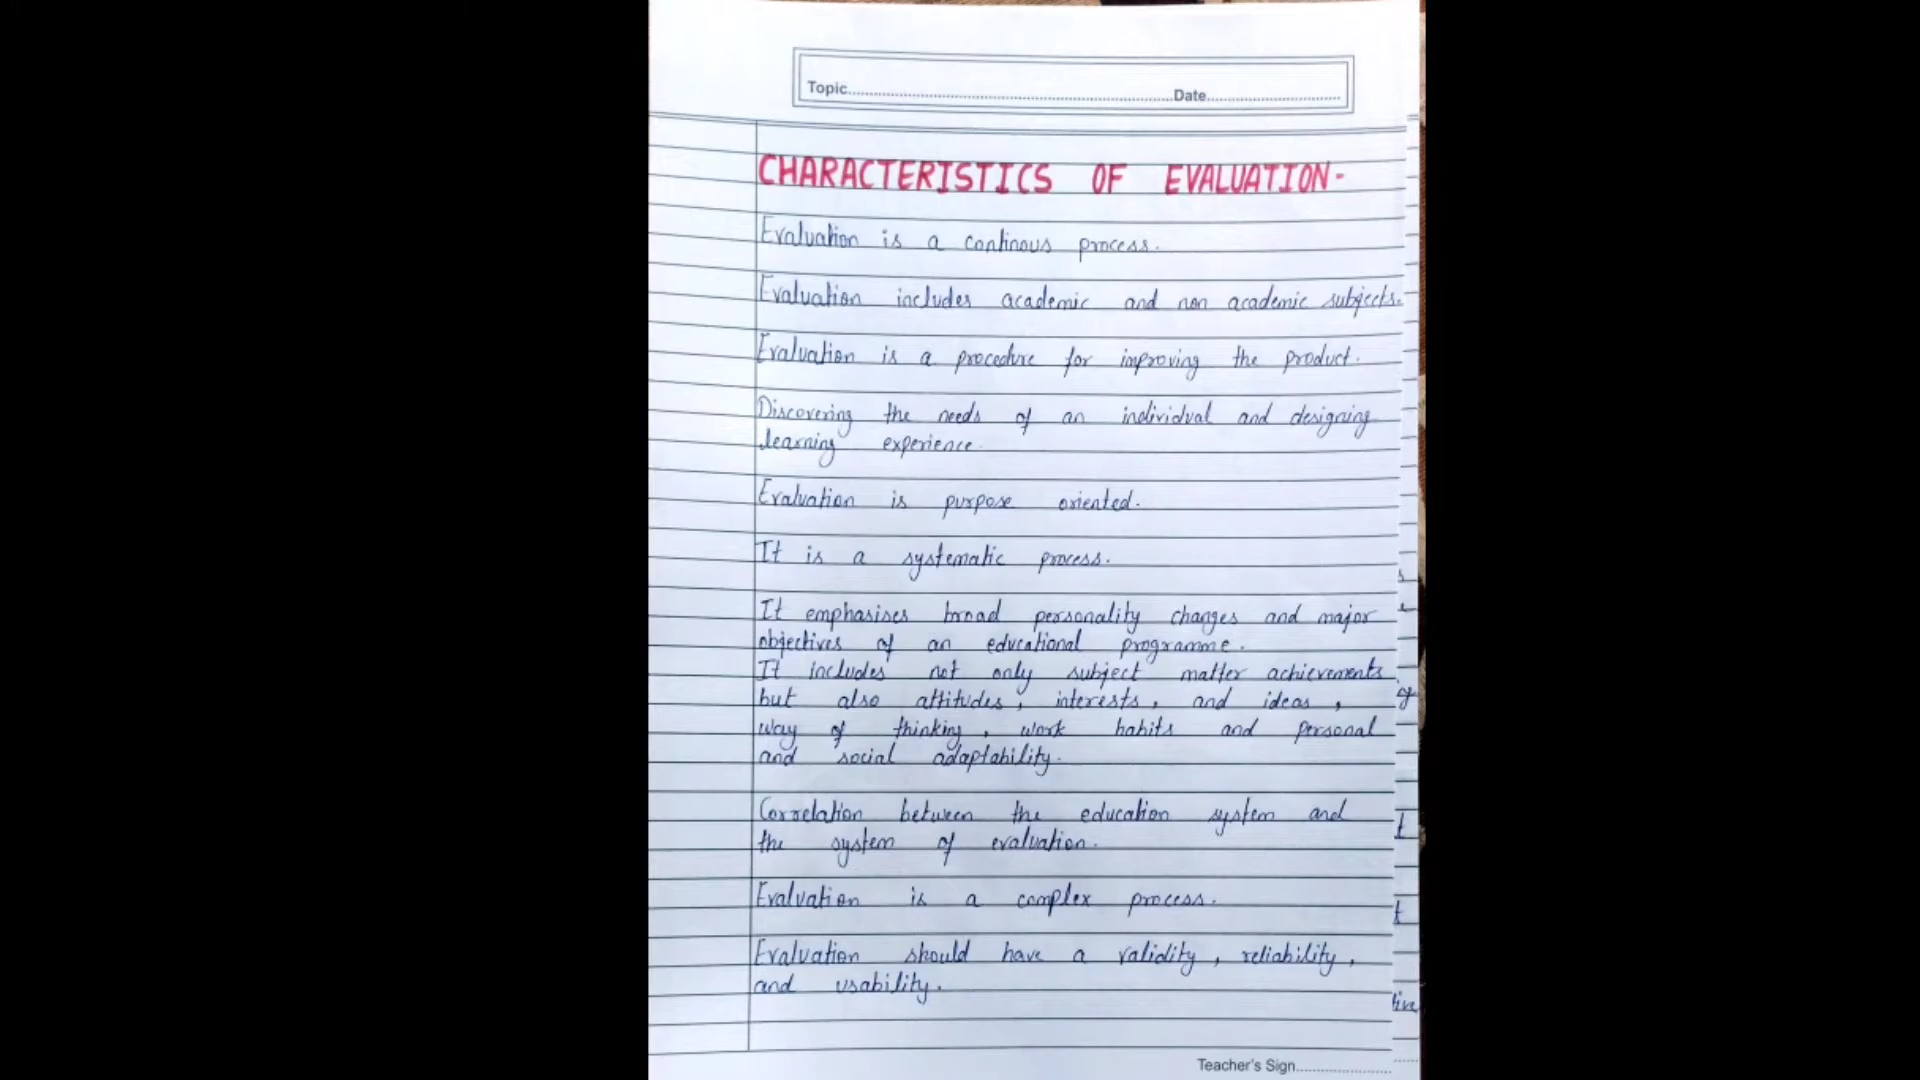 Topic Date
CHARACTERISTICS OF EVALUATION-
Evaluation is a continous process.
Evaluation includes academic and non academic subjects.
Evaluation is a procedure for improving the product.
Discovering the needs of an individual and designing
learning experience.
Evaluation is purpose oriented.
It is a systematic process.
It emphasises broad personality changes and major
objectives of an educational programme.
It includes not only subject matter achievements
but also attitudes, interests, and ideas,
way of thinking, work habits and personal
and social adaptability.
Correlation between the education system and
the system of evaluation.
Evaluation is a complex process.
Evaluation should have a validity, reliability,
and usability.
Teacher's Sign